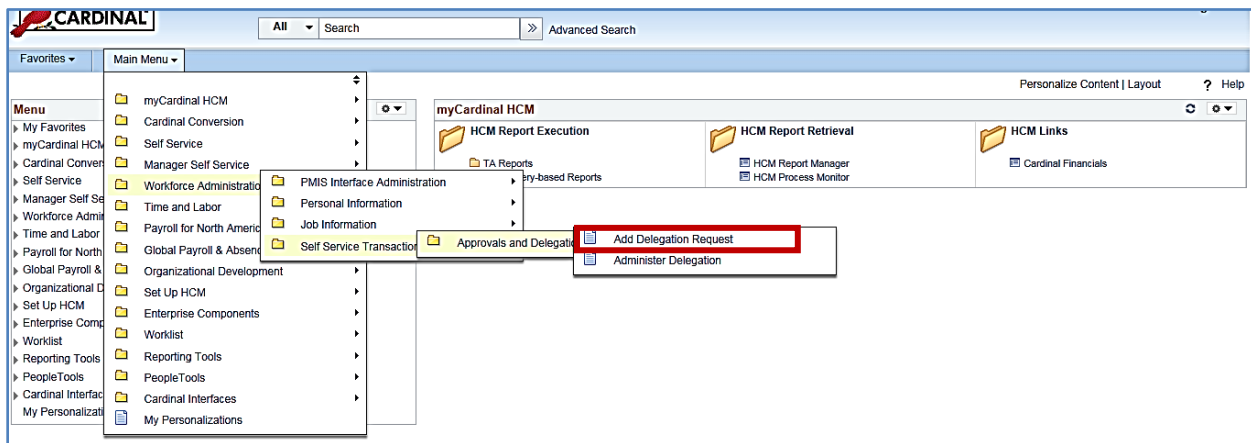 CARDINAL
All Search Advanced Search
Favorites Main Menu
Personalize Content | Layout ? Help
Menu
My Favorites
myCardinal HCM
Cardinal Conver
Self Service
Manager Self Se
Workforce Admir
Time and Labor
Payroll for North
Global Payroll &
Organizational D
Set Up HCM
Enterprise Comp
Worklist
Reporting Tools
PeopleTools
Cardinal Interfac
My Personalizati
myCardinal HCM
Cardinal Conversion
Self Service
Manager Self Service
Workforce Administratio
Time and Labor
Payroll for North Americ
Global Payroll & Absenc
Organizational Development
Set Up HCM
Enterprise Components
Worklist
Reporting Tools
PeopleTools
Cardinal Interfaces
My Personalizations
PMIS Interface Administration
Personal Information
Job Information
Self Service Transaction
Approvals and Delegatio
Add Delegation Request
Administer Delegation
myCardinal HCM
HCM Report Execution
TA Reports
ery-based Reports
HCM Report Retrieval
HCM Report Manager
HCM Process Monitor
HCM Links
Cardinal Financials